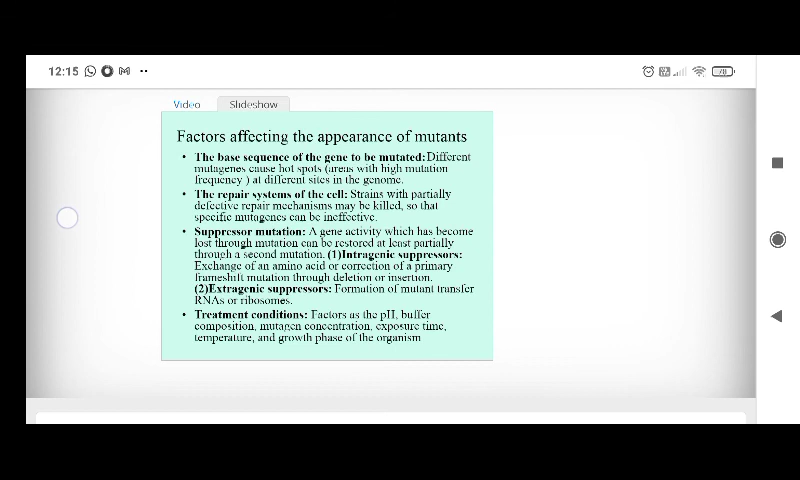 12:15
78
Video
Slideshow
Factors affecting the appearance of mutants
• The base sequence of the gene to be mutated: Different
mutagenes cause hot spots (areas with high mutation
frequency ) at different sites in the genome.
• The repair systems of the cell: Strains with partially
defective repair mechanisms may be killed, so that
specific mutagenes can be ineffective.
• Suppressor mutation: A gene activity which has become
lost through mutation can be restored at least partially
through a second mutation. (1)Intragenic suppressors:
Exchange of an amino acid or correction of a primary
frameshift mutation through deletion or insertion.
(2)Extragenic suppressors: Formation of mutant transfer
RNAs or ribosomes.
• Treatment conditions: Factors as the pH, buffer
composition, mutagen concentration, exposure time,
temperature, and growth phase of the organism